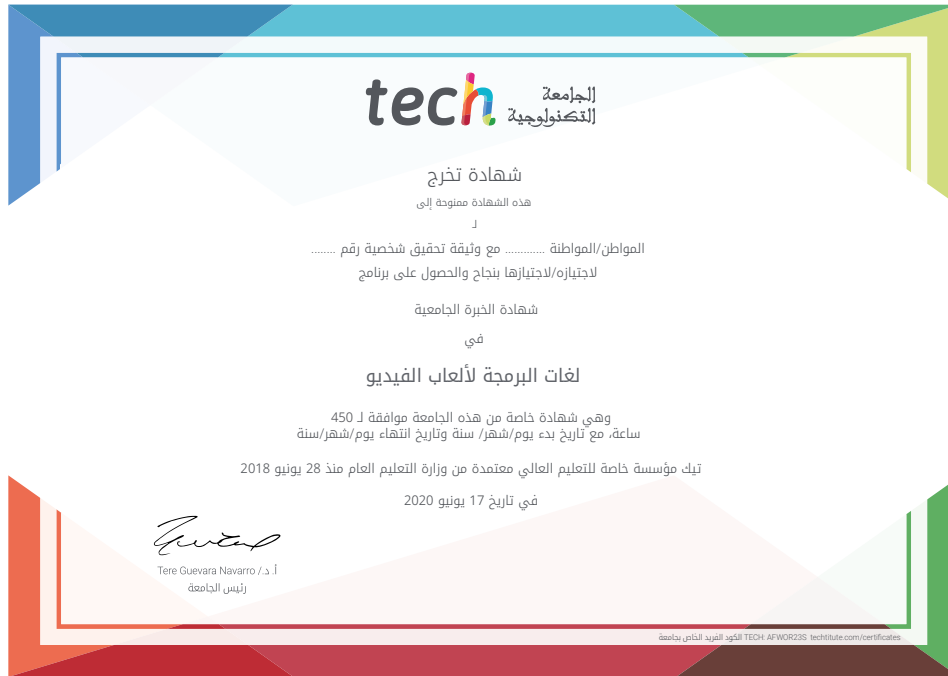 tech الجامعة
التكنولوجية
شهادة تخرج
هذه الشهادة ممنوحة إلى
لـ
المواطن/المواطنة ............. مع وثيقة تحقيق شخصية رقم ........
لاجتيازه/لاجتيازها بنجاح والحصول على برنامج
شهادة الخبرة الجامعية
في
لغات البرمجة لألعاب الفيديو
وهي شهادة خاصة من هذه الجامعة موافقة لـ 450
ساعة، مع تاريخ بدء يوم/شهر/ سنة وتاريخ انتهاء يوم/شهر/سنة
تيك مؤسسة خاصة للتعليم العالي معتمدة من وزارة التعليم العام منذ 28 يونيو 2018
في تاريخ 17 يونيو 2020
أ.د./ Tere Guevara Navarro
رئيس الجامعة
الكود الفريد الخاص بجامعة TECH: AFWOR23S techtitute.com/certificates